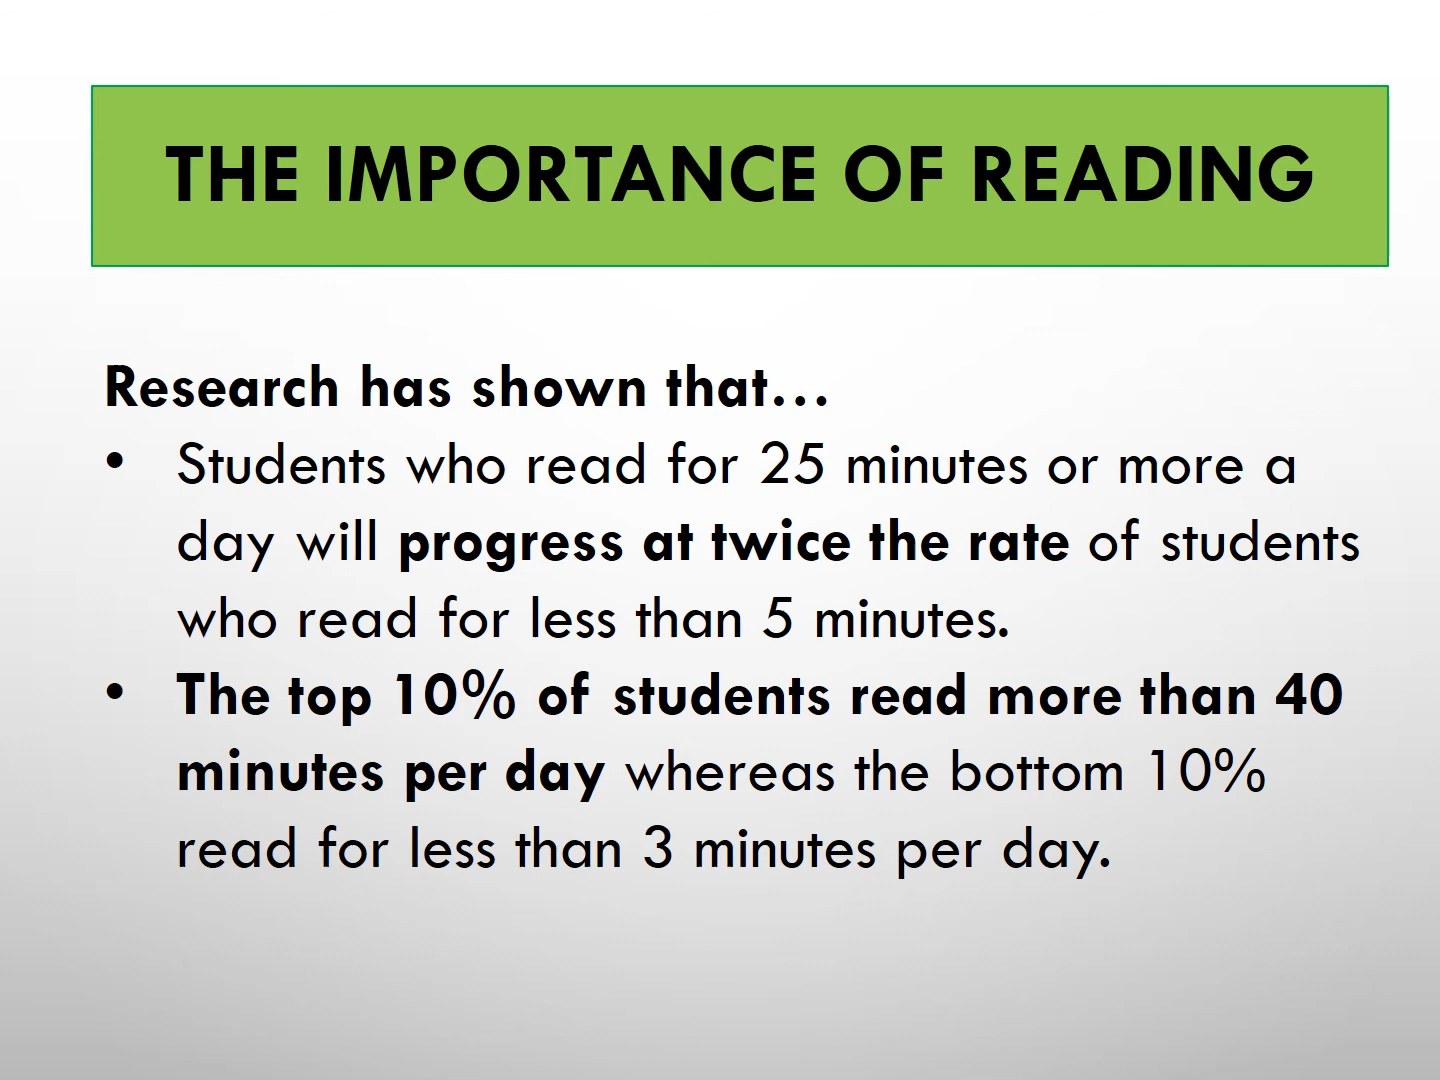 THE IMPORTANCE OF READING
Research has shown that…
• Students who read for 25 minutes or more a
day will progress at twice the rate of students
who read for less than 5 minutes.
• The top 10% of students read more than 40
minutes per day whereas the bottom 10%
read for less than 3 minutes per day.